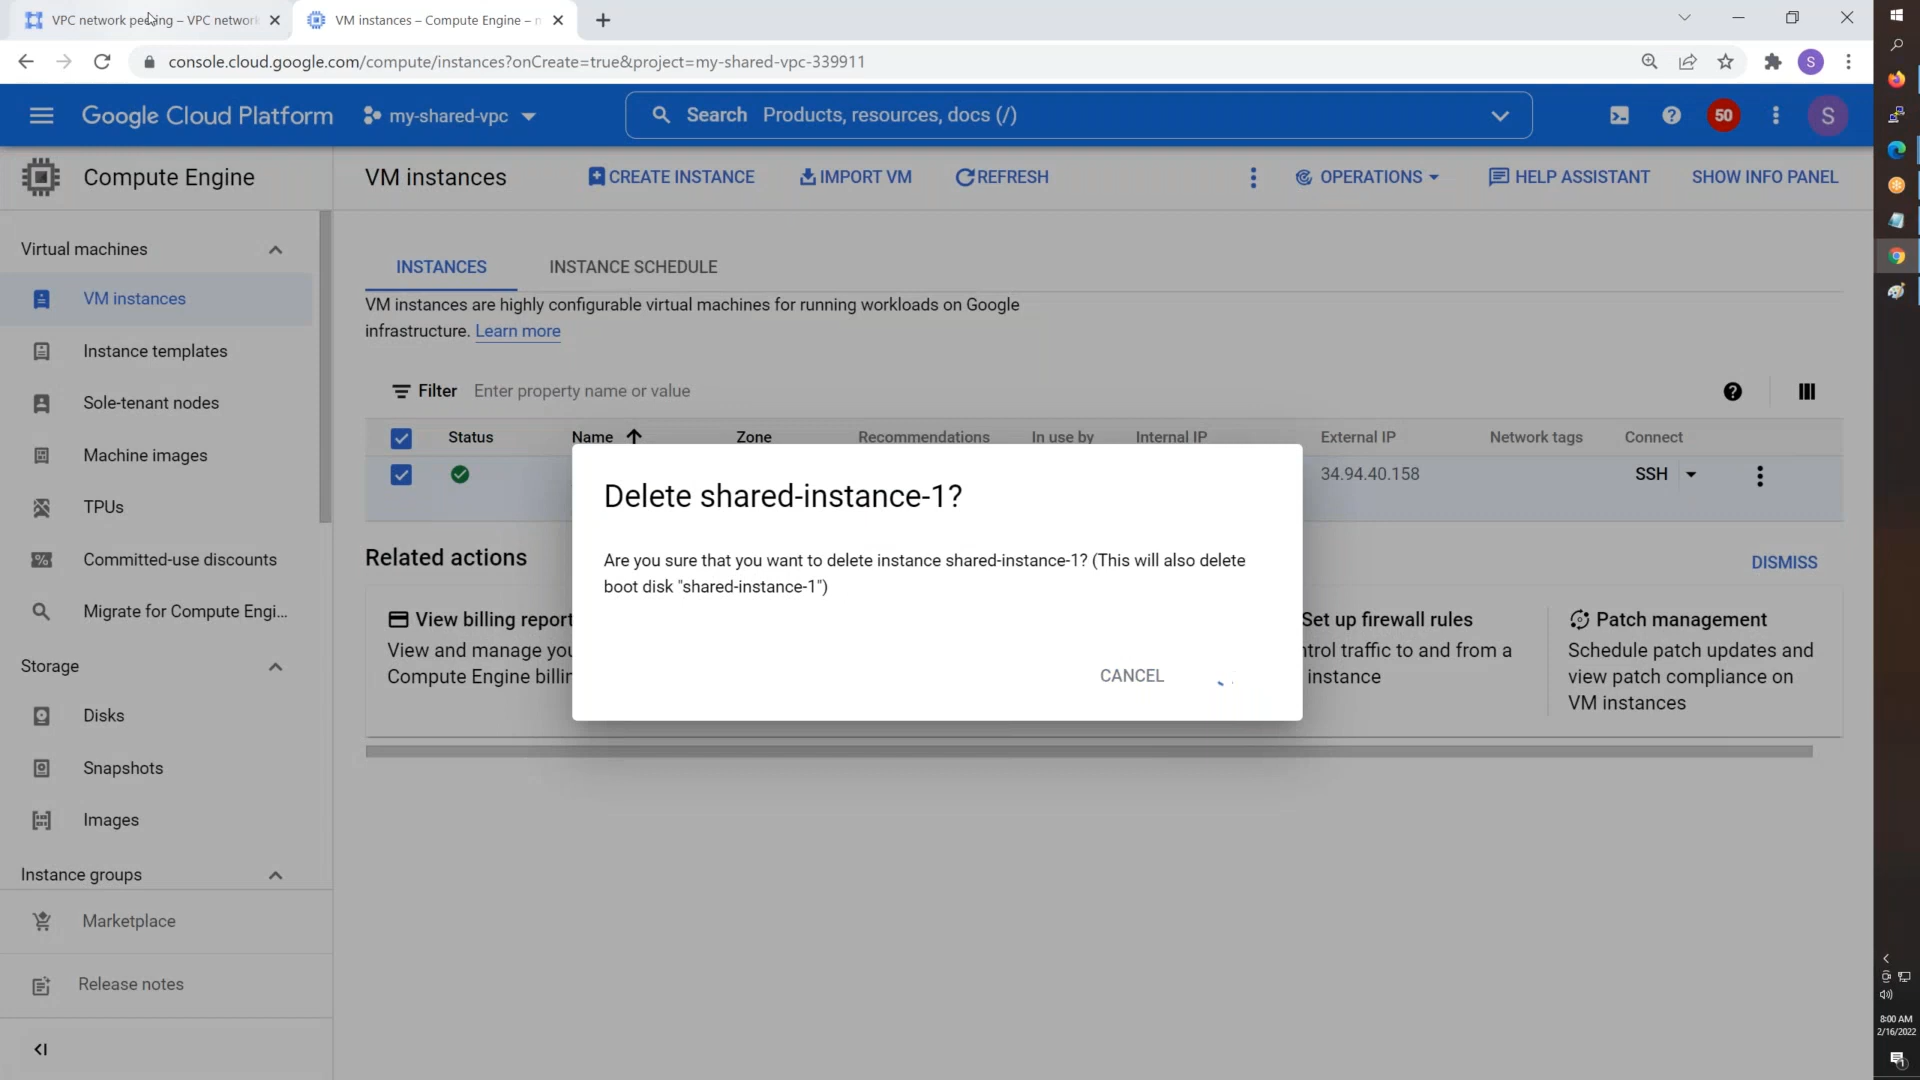 VPC network peering – VPC network
VM instances – Compute Engine –
console.cloud.google.com/compute/instances?onCreate=true&project=my-shared-vpc-339911
S
Google Cloud Platform
my-shared-vpc
Search Products, resources, docs (/)
50
S
Compute Engine
VM instances
CREATE INSTANCE
IMPORT VM
REFRESH
OPERATIONS
HELP ASSISTANT
SHOW INFO PANEL
Virtual machines
VM instances
Instance templates
Sole-tenant nodes
Machine images
TPUs
Committed-use discounts
Migrate for Compute Engi...
Storage
Disks
Snapshots
Images
Instance groups
Marketplace
Release notes
INSTANCES
INSTANCE SCHEDULE
VM instances are highly configurable virtual machines for running workloads on Google
infrastructure. Learn more
Filter Enter property name or value
Status Name Zone Recommendations In use by Internal IP External IP Network tags Connect
34.94.40.158 SSH
Delete shared-instance-1?
Are you sure that you want to delete instance shared-instance-1? (This will also delete
boot disk "shared-instance-1")
CANCEL
Related actions
DISMISS
View billing report
View and manage you
Compute Engine billin
Set up firewall rules
ntrol traffic to and from a
instance
Patch management
Schedule patch updates and
view patch compliance on
VM instances
8:00 AM
2/16/2022
1